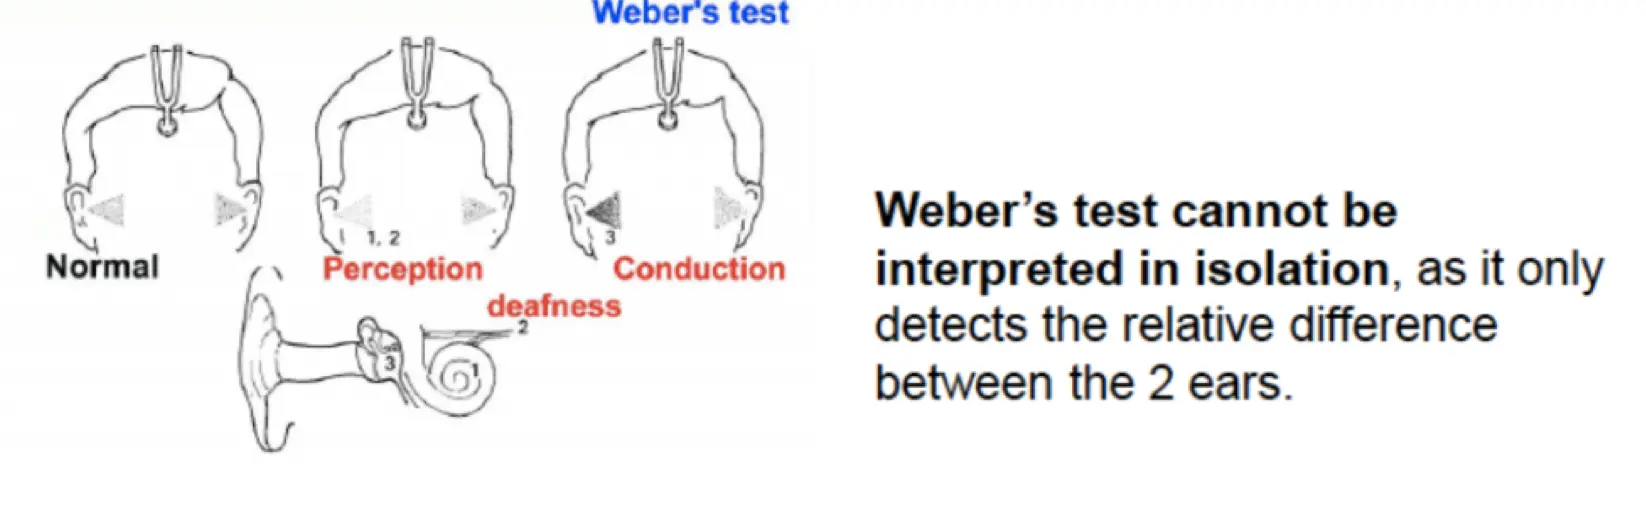 Weber's test
1, 2
3
Normal
Perception
Conduction
deafness
2
3
1
Weber's test cannot be
interpreted in isolation, as it only
detects the relative difference
between the 2 ears.